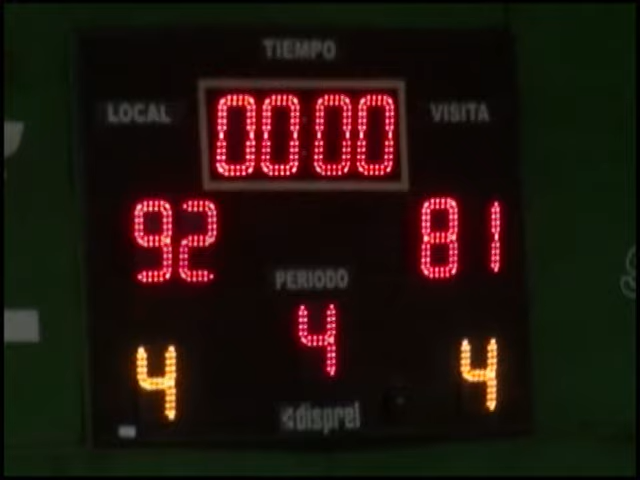 TIEMPO
LOCAL VISITA
00 00
92 81
PERIODO
4
4 4
disprel